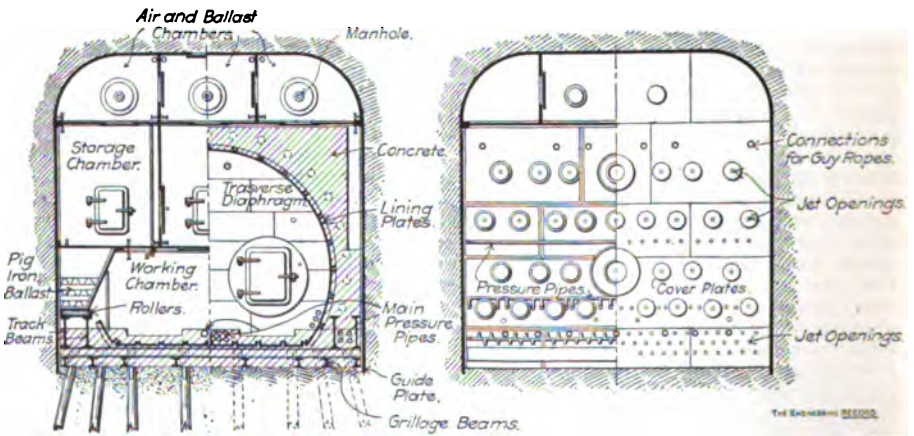 Air and Ballast
Chambers.
Manhole.
Storage
Chamber.
Concrete.
Trasverse
Diaphragm.
Lining
Plates.
Pig
Iron
Ballast
Working
Chamber.
Rollers.
Track
Beams
Main
Pressure
Pipes.
Guide
Plate.
Grillage Beams.
Connections
for Guy Ropes.
Jet Openings.
Pressure Pipes.
Cover Plates.
Jet Openings.
THE ENGINEERING RECORD.